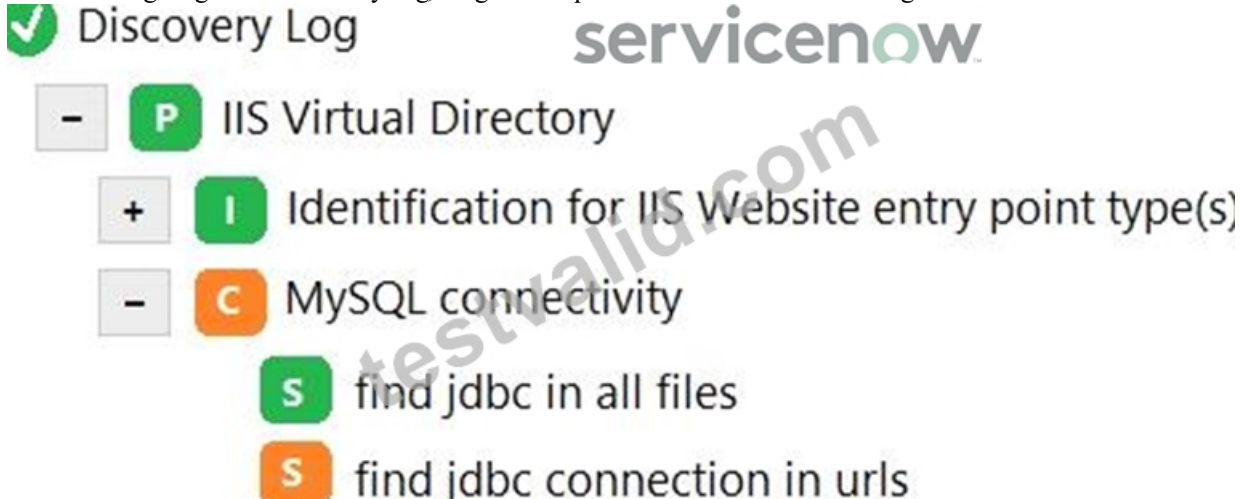 Discovery Log
servicenow
- P IIS Virtual Directory
+ I Identification for IIS Website entry point type(s)
- C MySQL connectivity
S find jdbc in all files
S find jdbc connection in urls
testvalid.com